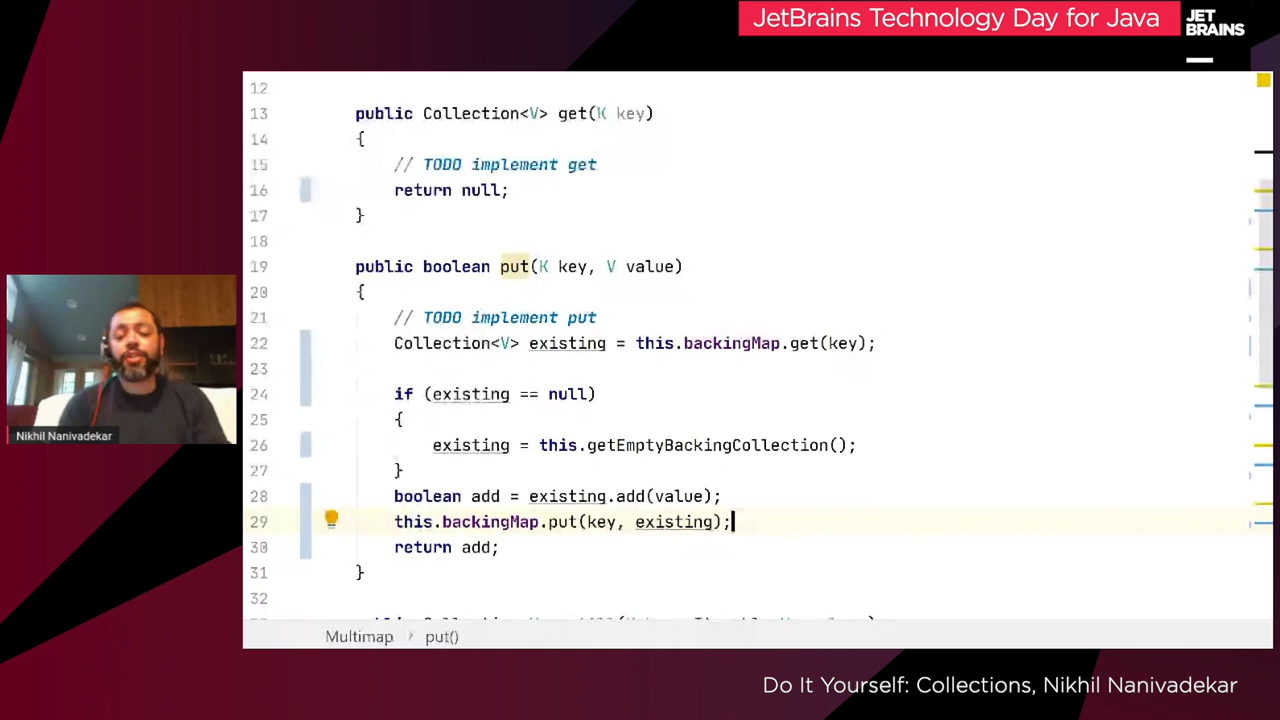 JetBrains Technology Day for Java
JET
BRAINS
12
13 public Collection<V> get(K key)
14 {
15 // TODO implement get
16 return null;
17 }
18
19 public boolean put(K key, V value)
20 {
21 // TODO implement put
22 Collection<V> existing = this.backingMap.get(key);
23
24 if (existing == null)
25 {
26 existing = this.getEmptyBackingCollection();
27 }
28 boolean add = existing.add(value);
29 this.backingMap.put(key, existing);
30 return add;
31 }
32
Multimap > put()
Nikhil Nanivadekar
Do It Yourself: Collections, Nikhil Nanivadekar